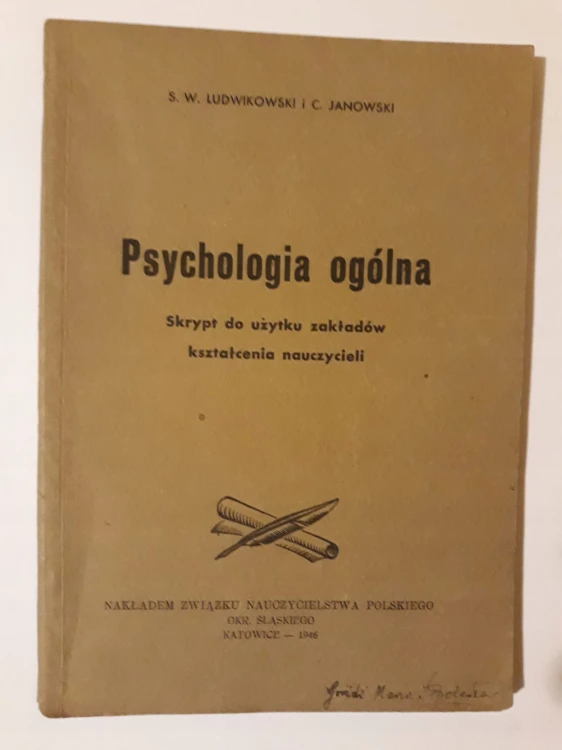 S. W. LUDWIKOWSKI i C. JANOWSKI
Psychologia ogólna
Skrypt do użytku zakładów
kształcenia nauczycieli
NAKŁADEM ZWIĄZKU NAUCZYCIELSTWA POLSKIEGO
OKR. ŚLĄSKIEGO
KATOWICE — 1946